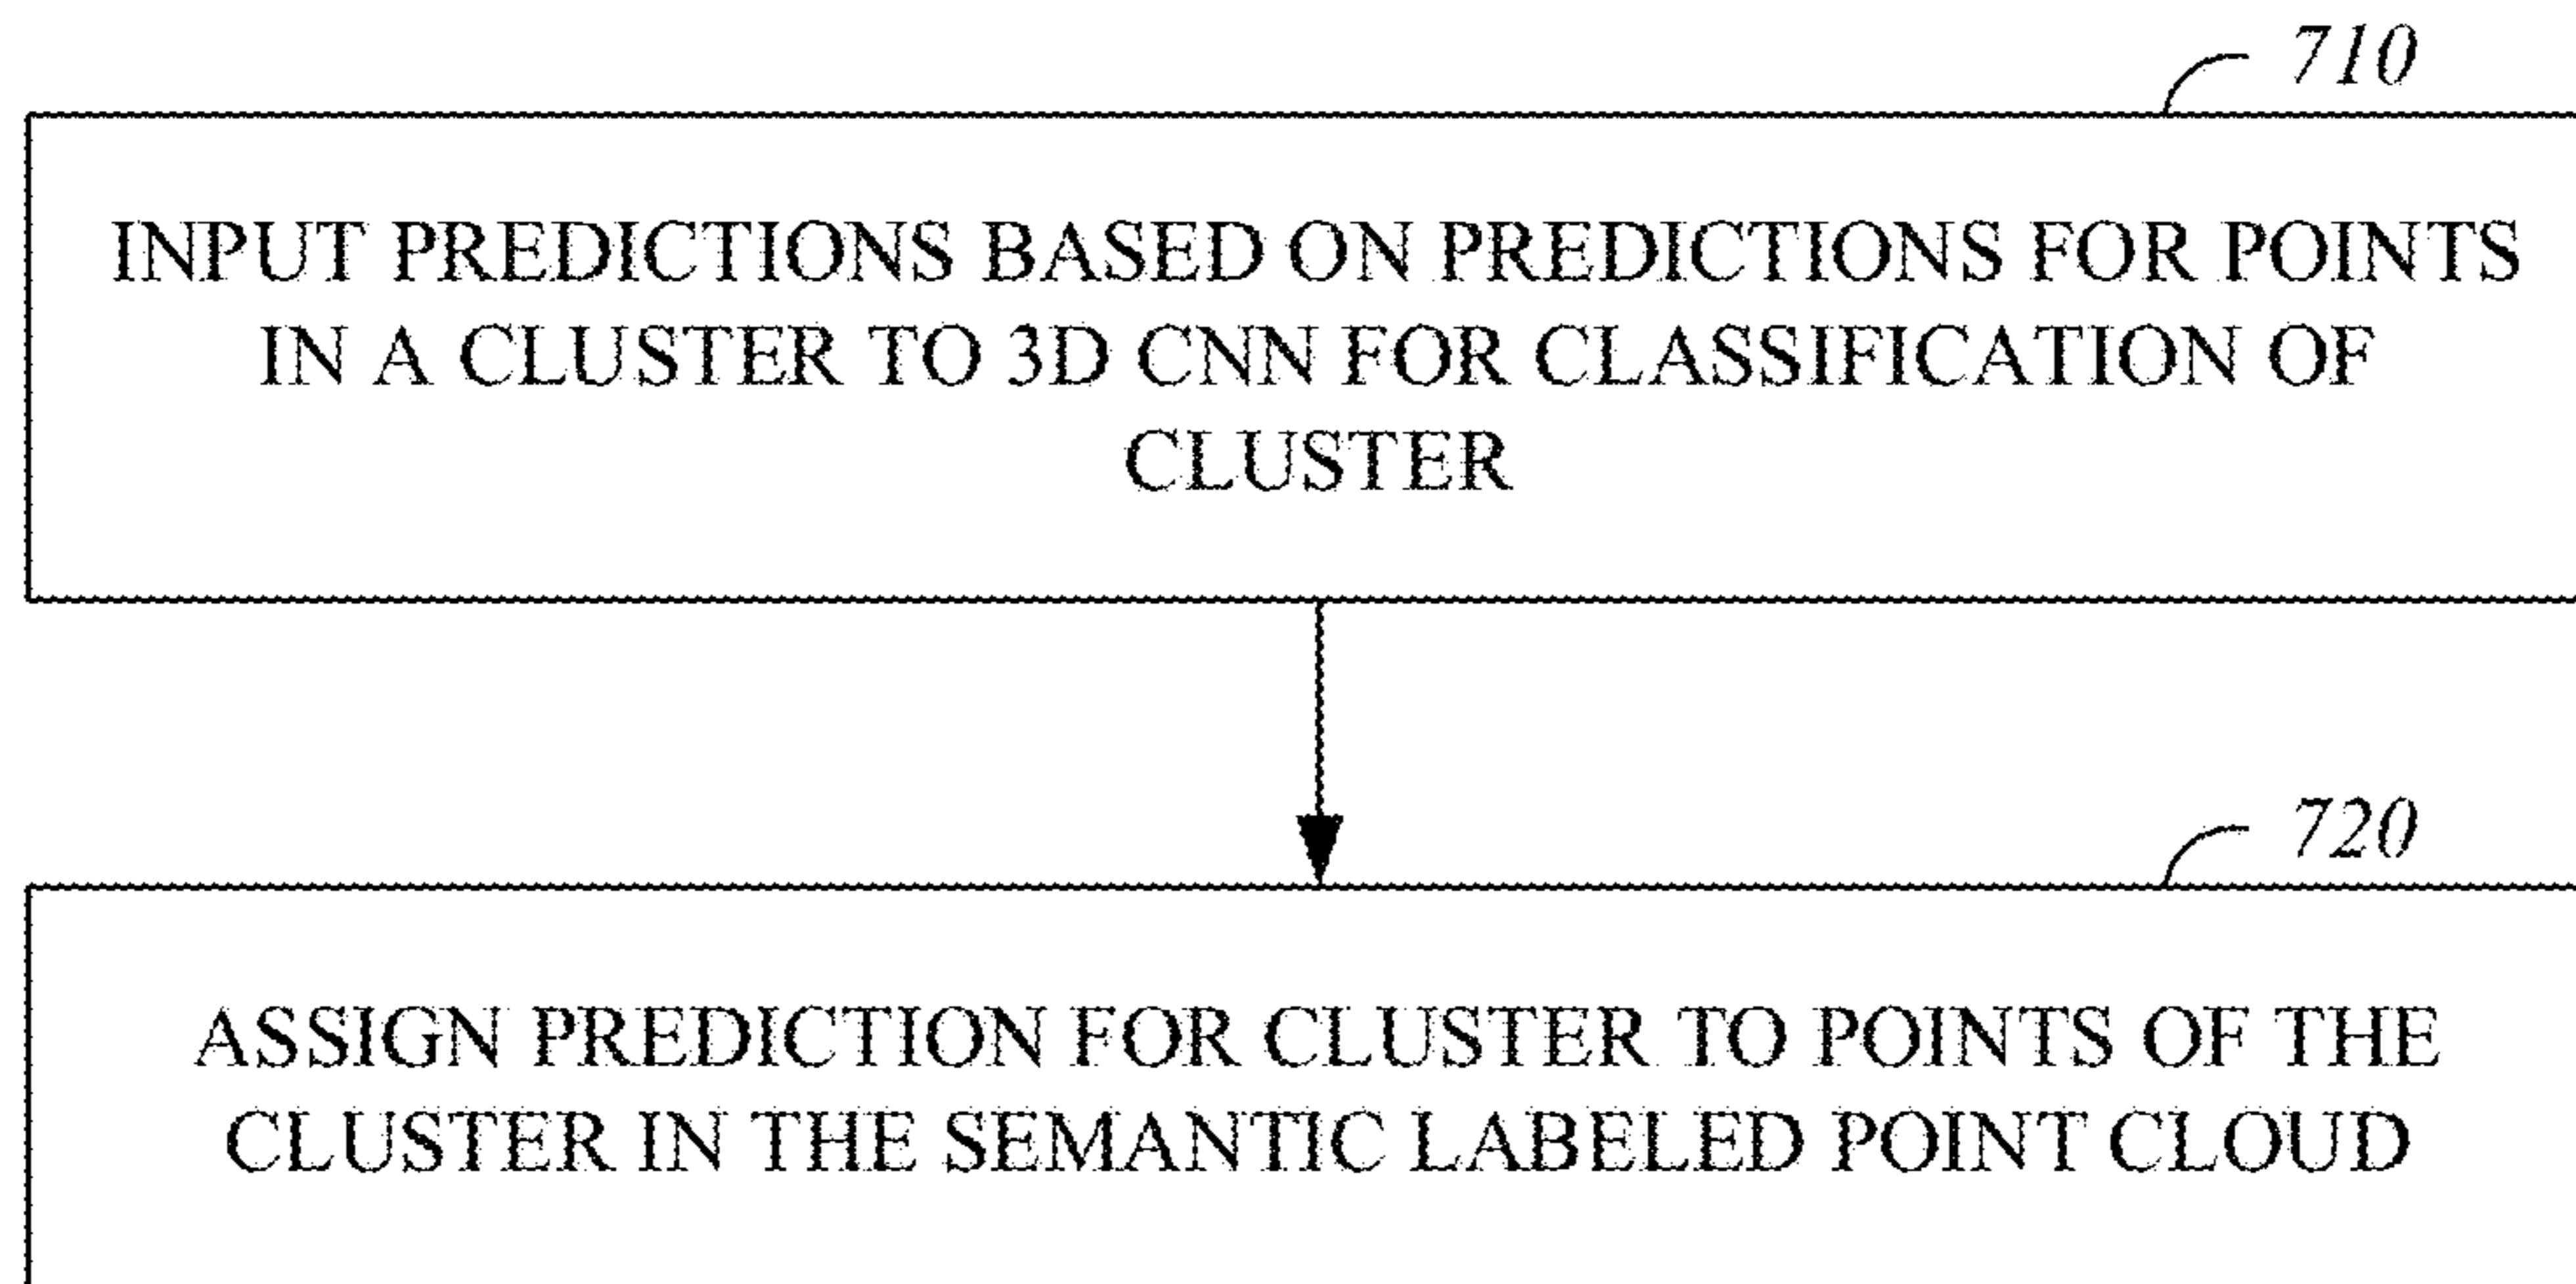 710
INPUT PREDICTIONS BASED ON PREDICTIONS FOR POINTS
IN A CLUSTER TO 3D CNN FOR CLASSIFICATION OF
CLUSTER
720
ASSIGN PREDICTION FOR CLUSTER TO POINTS OF THE
CLUSTER IN THE SEMANTIC LABELED POINT CLOUD